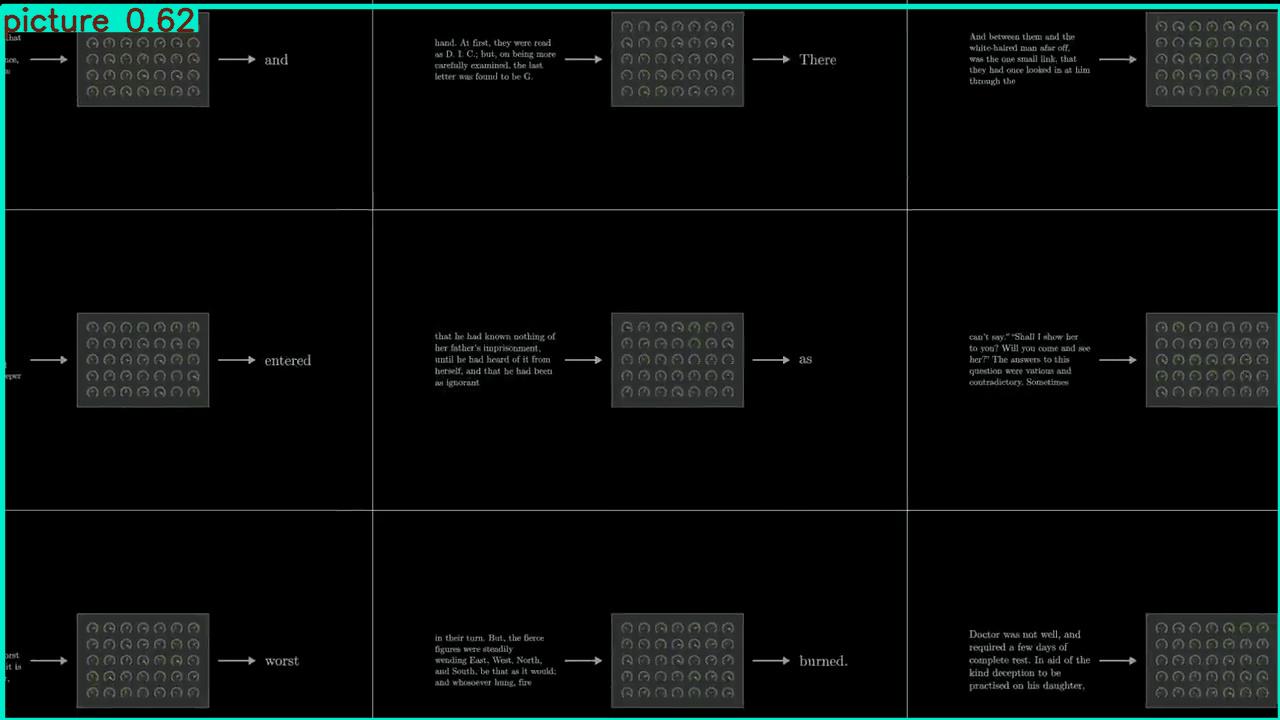 picture 0.62
and
hand. At first, they were read
as D. I. C.; but, on being more
carefully examined, the last
letter was found to be G.
There
And between them and the
white-haired man afar off,
was the one small link, that
they had once looked in at him
through the
entered
that he had known nothing of
her father's imprisonment,
until he had heard of it from
herself, and that he had been
as ignorant
as
can't say." "Shall I show her
to you? Will you come and see
her?" The answers to this
question were various and
contradictory. Sometimes
it is
worst
in their turn. But, the fierce
figures were steadily
wending East, West, North,
and South, be that as it would;
and whosoever hung, fire
burned.
Doctor was not well, and
required a few days of
complete rest. In aid of the
kind deception to be
practised on his daughter,